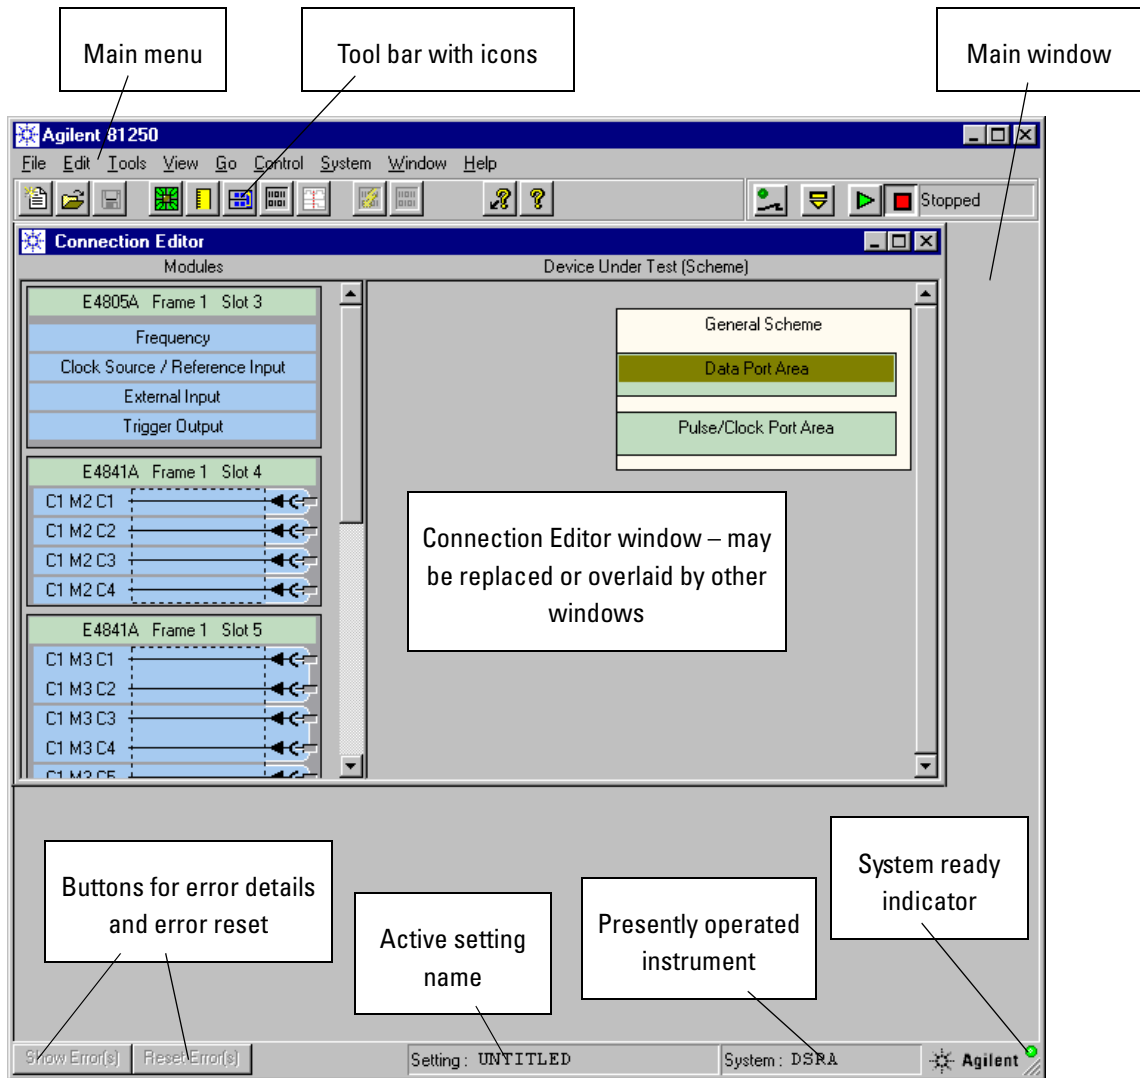 Main menu
Tool bar with icons
Main window
Agilent 81250
File Edit Tools View Go Control System Window Help
Stopped
Connection Editor
Modules
Device Under Test (Scheme)
E4805A Frame 1 Slot 3
Frequency
Clock Source / Reference Input
External Input
Trigger Output
General Scheme
Data Port Area
Pulse/Clock Port Area
E4841A Frame 1 Slot 4
C1 M2 C1
C1 M2 C2
C1 M2 C3
C1 M2 C4
Connection Editor window – may
be replaced or overlaid by other
windows
E4841A Frame 1 Slot 5
C1 M3 C1
C1 M3 C2
C1 M3 C3
C1 M3 C4
C1 M3 C5
Buttons for error details
and error reset
Active setting
name
Presently operated
instrument
System ready
indicator
Show Error(s) Reset Error(s)
Setting : UNTITLED
System : DSRA
Agilent